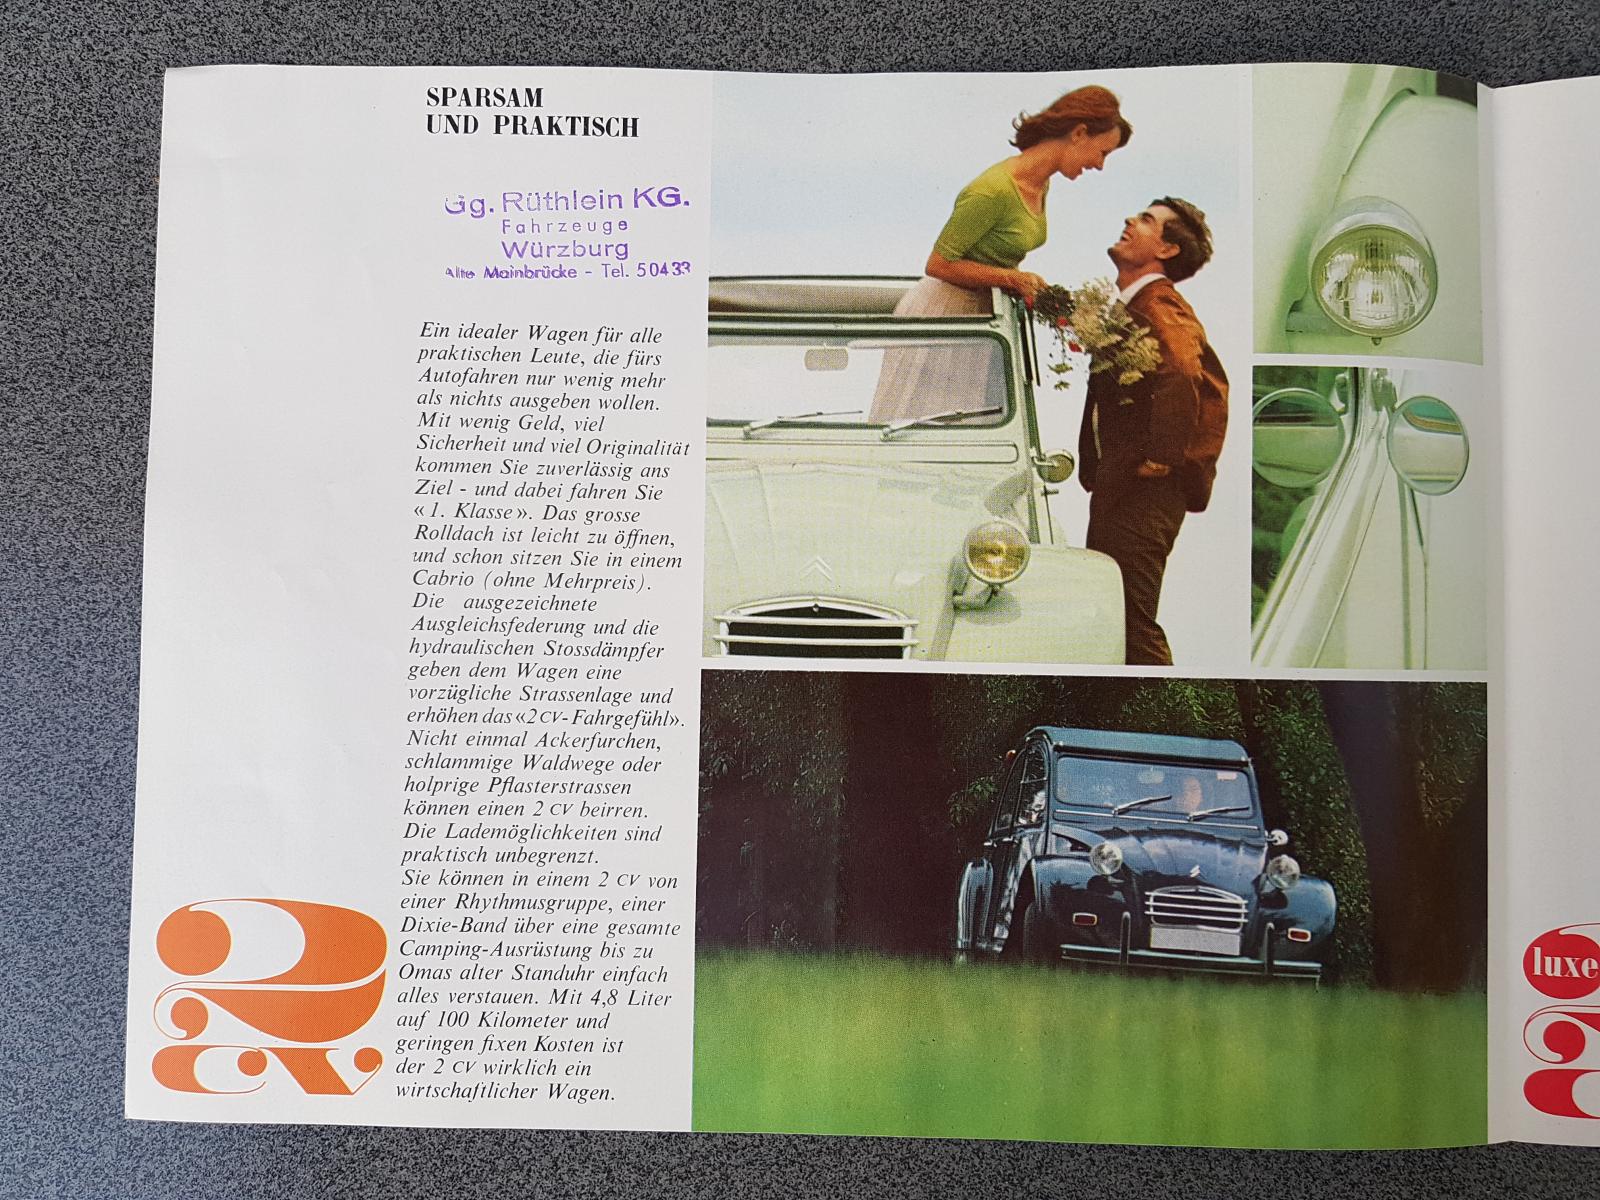 SPARSAM
UND PRAKTISCH
Gg. Rüthlein KG.
Fahrzeuge
Würzburg
Alte Mainbrücke - Tel. 50433
Ein idealer Wagen für alle
praktischen Leute, die fürs
Autofahren nur wenig mehr
als nichts ausgeben wollen.
Mit wenig Geld, viel
Sicherheit und viel Originalität
kommen Sie zuverlässig ans
Ziel - und dabei fahren Sie
«1. Klasse». Das grosse
Rolldach ist leicht zu öffnen,
und schon sitzen Sie in einem
Cabrio (ohne Mehrpreis).
Die ausgezeichnete
Ausgleichsfederung und die
hydraulischen Stossdämpfer
geben dem Wagen eine
vorzügliche Strassenlage und
erhöhen das «2 CV-Fahrgefühl».
Nicht einmal Ackerfurchen,
schlammige Waldwege oder
holprige Pflasterstrassen
können einen 2 CV beirren.
Die Lademöglichkeiten sind
praktisch unbegrenzt.
Sie können in einem 2 CV von
einer Rhythmusgruppe, einer
Dixie-Band über eine gesamte
Camping-Ausrüstung bis zu
Omas alter Standuhr einfach
alles verstauen. Mit 4,8 Liter
auf 100 Kilometer und
geringen fixen Kosten ist
der 2 CV wirklich ein
wirtschaftlicher Wagen.
2
cv
luxe